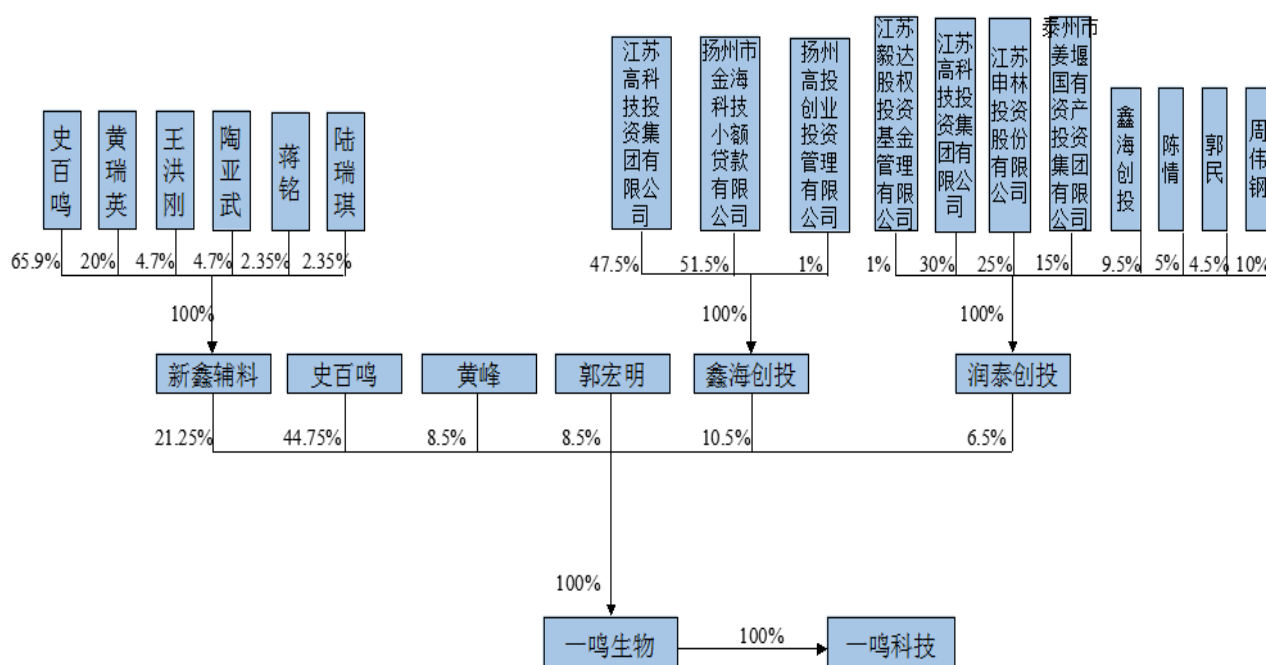 史百鸣
黄瑞英
王洪刚
陶亚武
蒋铭
陆瑞琪
江苏高科技投资集团有限公司
扬州市金海科技小额贷款有限公司
扬州高投创业投资管理有限公司
江苏毅达股权投资基金管理有限公司
江苏高科技投资集团有限公司
江苏申林投资股份有限公司
泰州市姜堰国有资产投资集团有限公司
鑫海创投
陈情
郭民
周伟钢
65.9%
20%
4.7%
4.7%
2.35%
2.35%
47.5%
51.5%
1%
1%
30%
25%
15%
9.5%
5%
4.5%
10%
100%
100%
100%
新鑫辅料
史百鸣
黄峰
郭宏明
鑫海创投
润泰创投
21.25%
44.75%
8.5%
8.5%
10.5%
6.5%
100%
一鸣生物
100%
一鸣科技